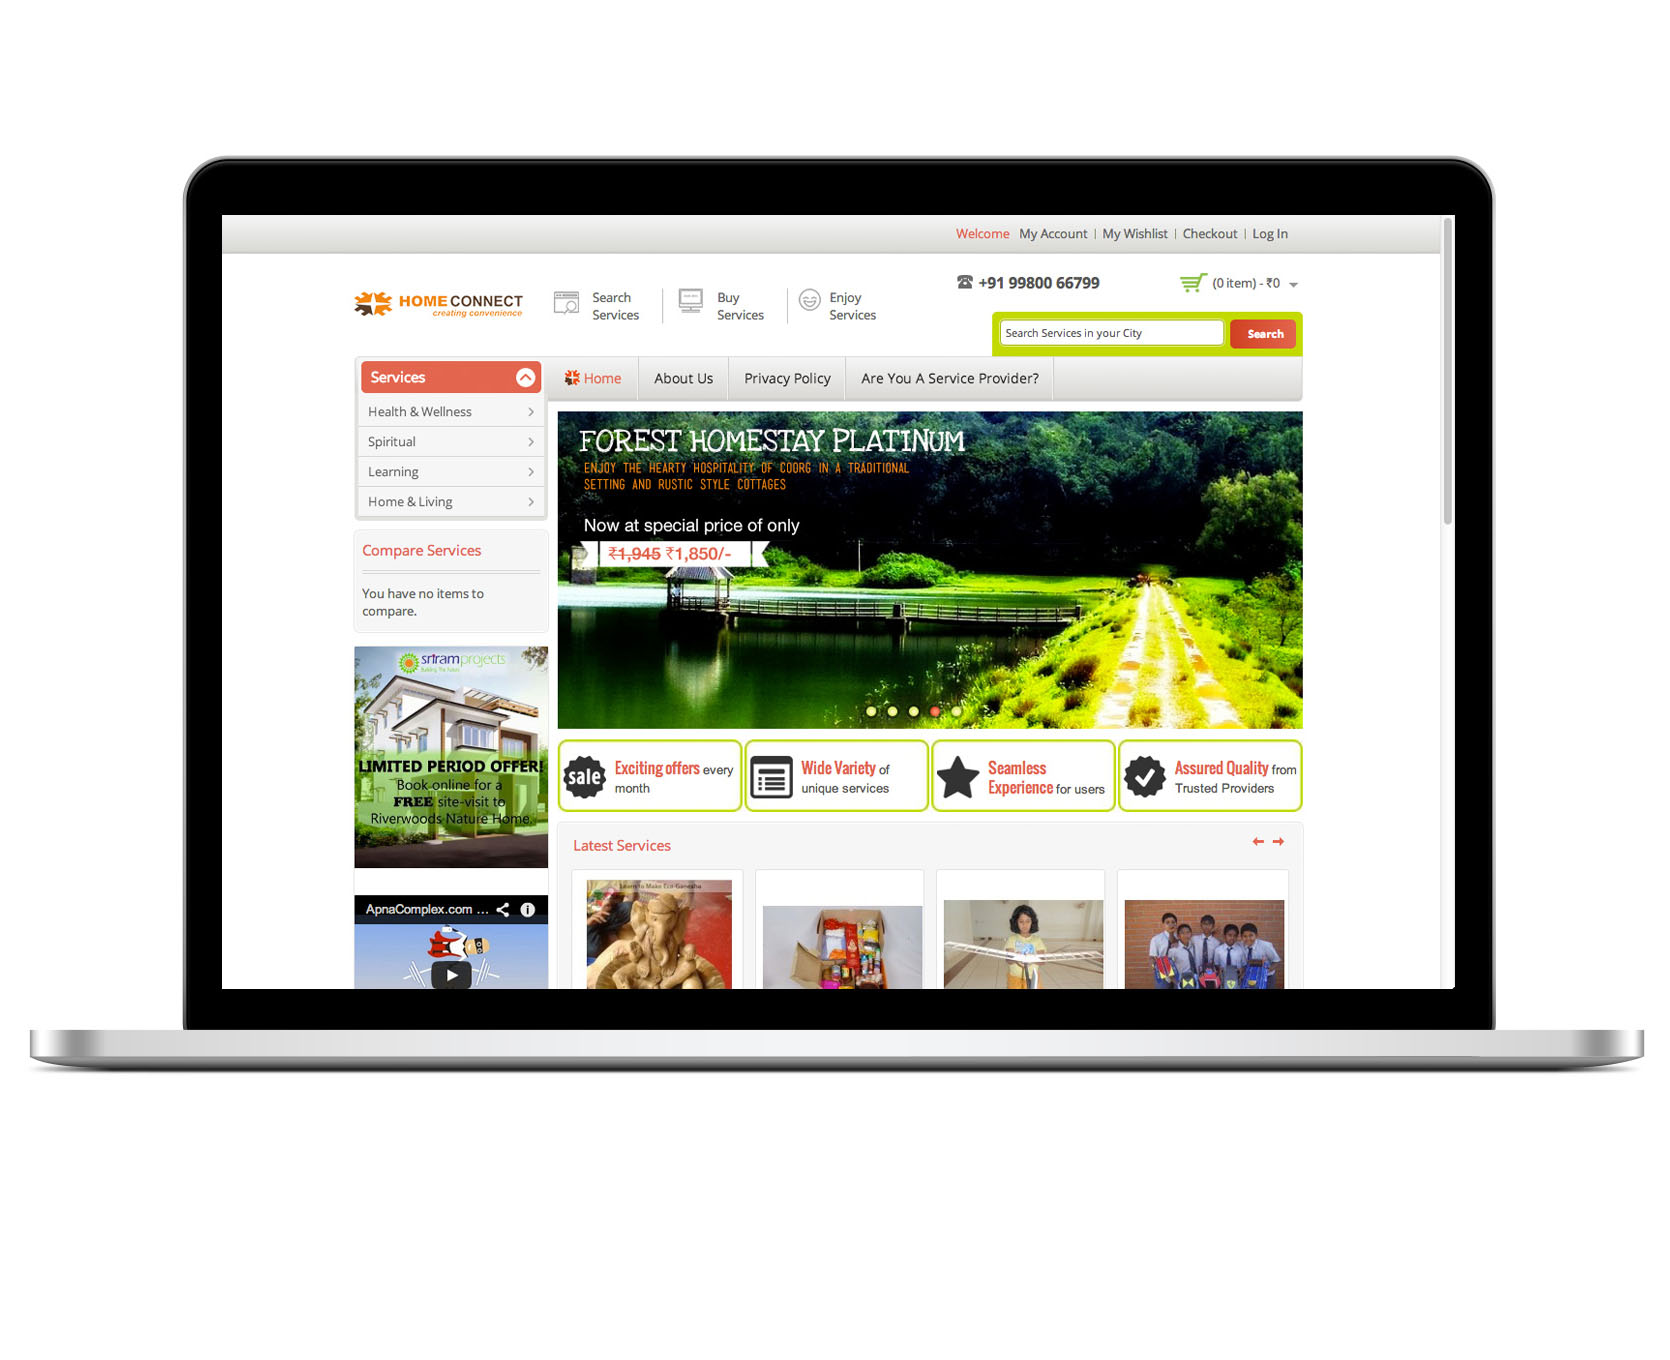 Welcome My Account | My Wishlist | Checkout | Log In
HOME CONNECT
creating convenience
Search
Services
Buy
Services
Enjoy
Services
+91 99800 66799
(0 item) - ₹0
Search Services in your City
Search
Services
Health & Wellness
Spiritual
Learning
Home & Living
Home
About Us
Privacy Policy
Are You A Service Provider?
FOREST HOMESTAY PLATINUM
ENJOY THE HEARTY HOSPITALITY OF COORG IN A TRADITIONAL
SETTING AND RUSTIC STYLE COTTAGES
Now at special price of only
₹1,945 ₹1,850/-
Compare Services
You have no items to
compare.
srtramprojects
Building The Future
LIMITED PERIOD OFFER!
Book online for a
FREE site-visit to
Riverwoods Nature Home.
ApnaComplex.com ...
sale
Exciting offers every
month
Wide Variety of
unique services
Seamless
Experience for users
Assured Quality from
Trusted Providers
Latest Services
Learn to Make Eco Ganesha